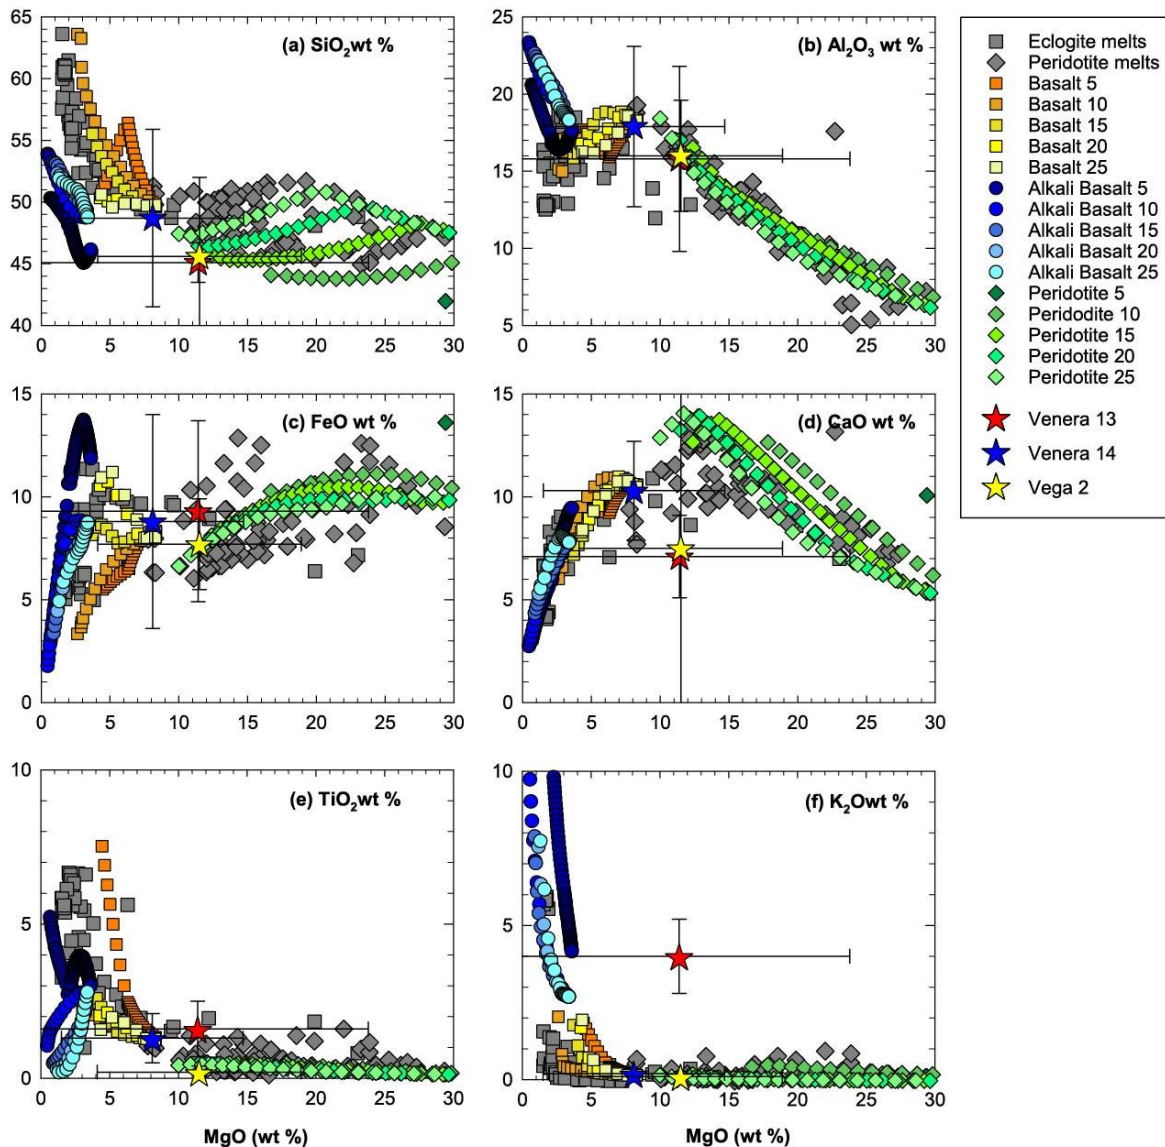 (a) SiO2wt %
65
60
55
50
45
40
0 5 10 15 20 25 30
(b) Al2O3 wt %
25
20
15
10
5
0 5 10 15 20 25 30
(c) FeO wt %
15
10
5
0
0 5 10 15 20 25 30
(d) CaO wt %
15
10
5
0
0 5 10 15 20 25 30
(e) TiO2wt %
10
5
0
0 5 10 15 20 25 30
MgO (wt %)
(f) K2Owt %
10
5
0
0 5 10 15 20 25 30
MgO (wt %)
Eclogite melts
Peridotite melts
Basalt 5
Basalt 10
Basalt 15
Basalt 20
Basalt 25
Alkali Basalt 5
Alkali Basalt 10
Alkali Basalt 15
Alkali Basalt 20
Alkali Basalt 25
Peridotite 5
Peridodite 10
Peridotite 15
Peridotite 20
Peridotite 25
Venera 13
Venera 14
Vega 2